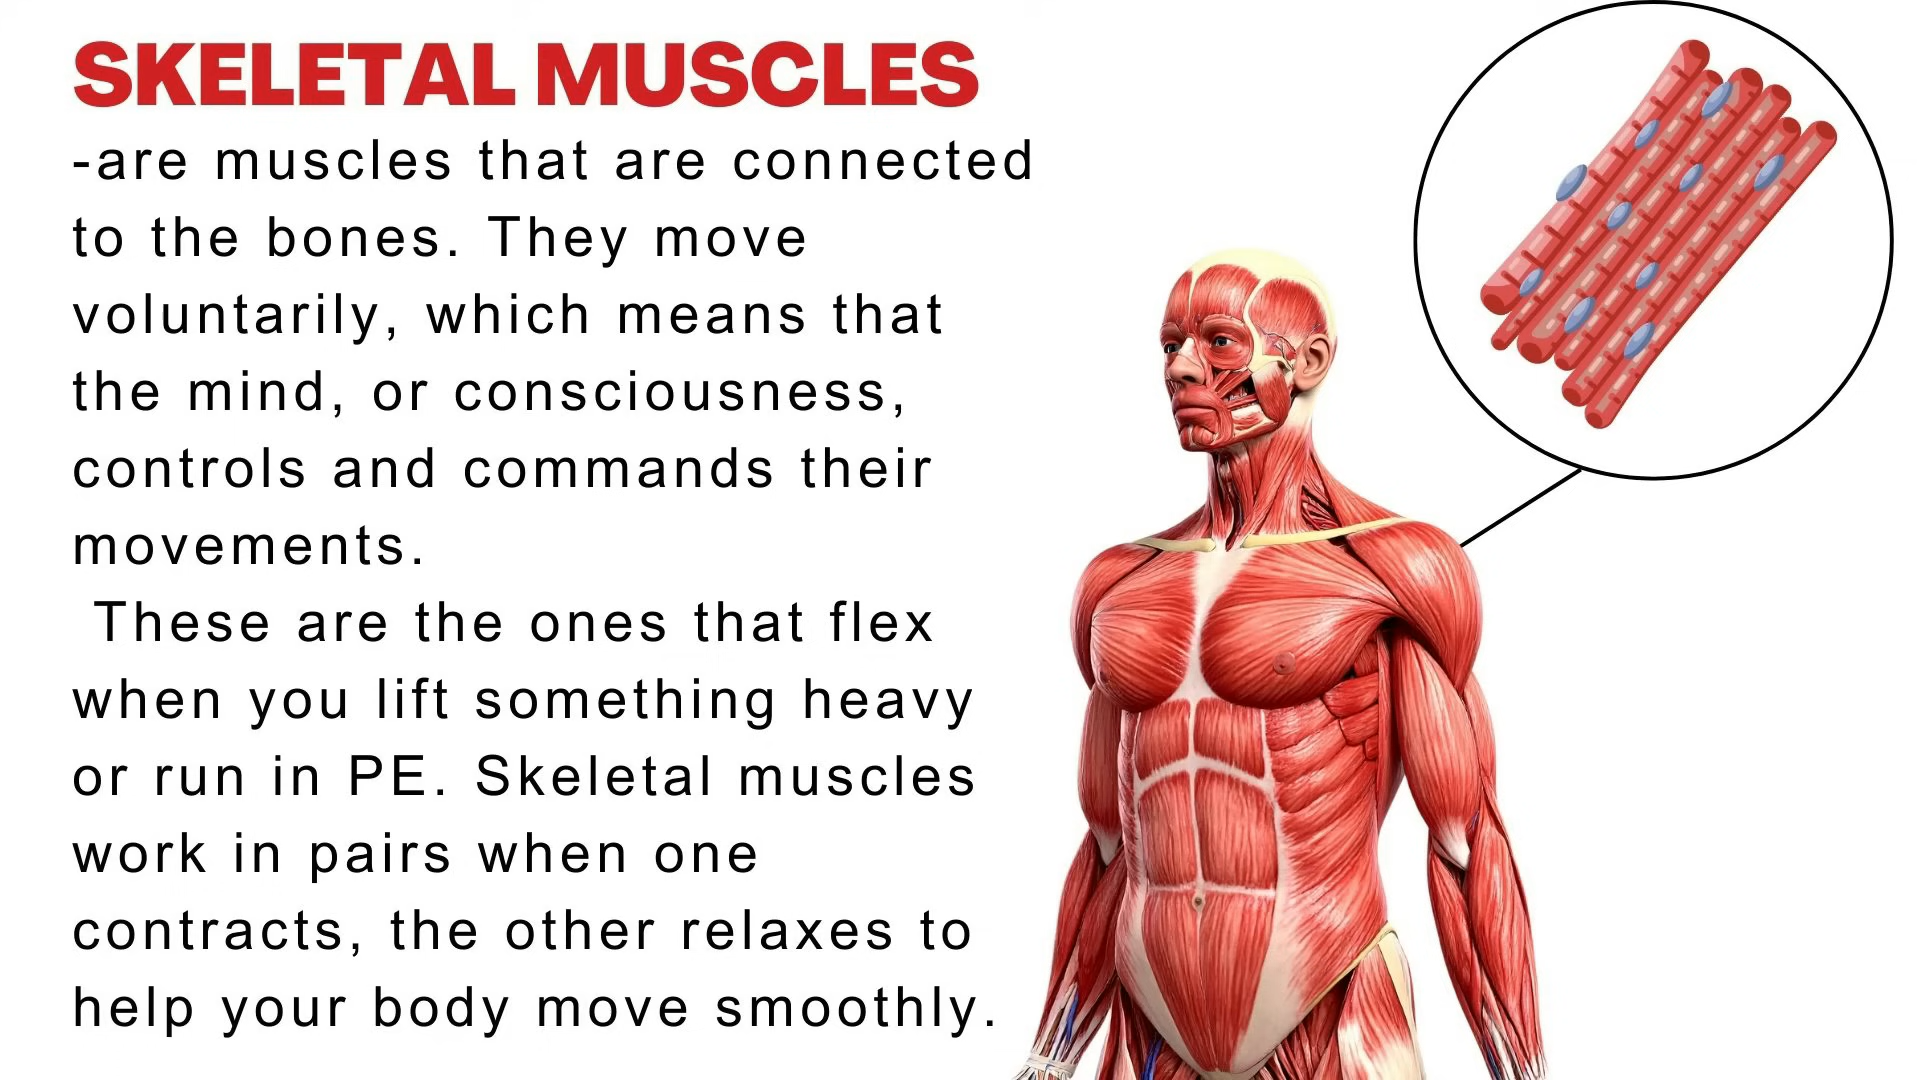 SKELETAL MUSCLES
-are muscles that are connected
to the bones. They move
voluntarily, which means that
the mind, or consciousness,
controls and commands their
movements.
These are the ones that flex
when you lift something heavy
or run in PE. Skeletal muscles
work in pairs when one
contracts, the other relaxes to
help your body move smoothly.